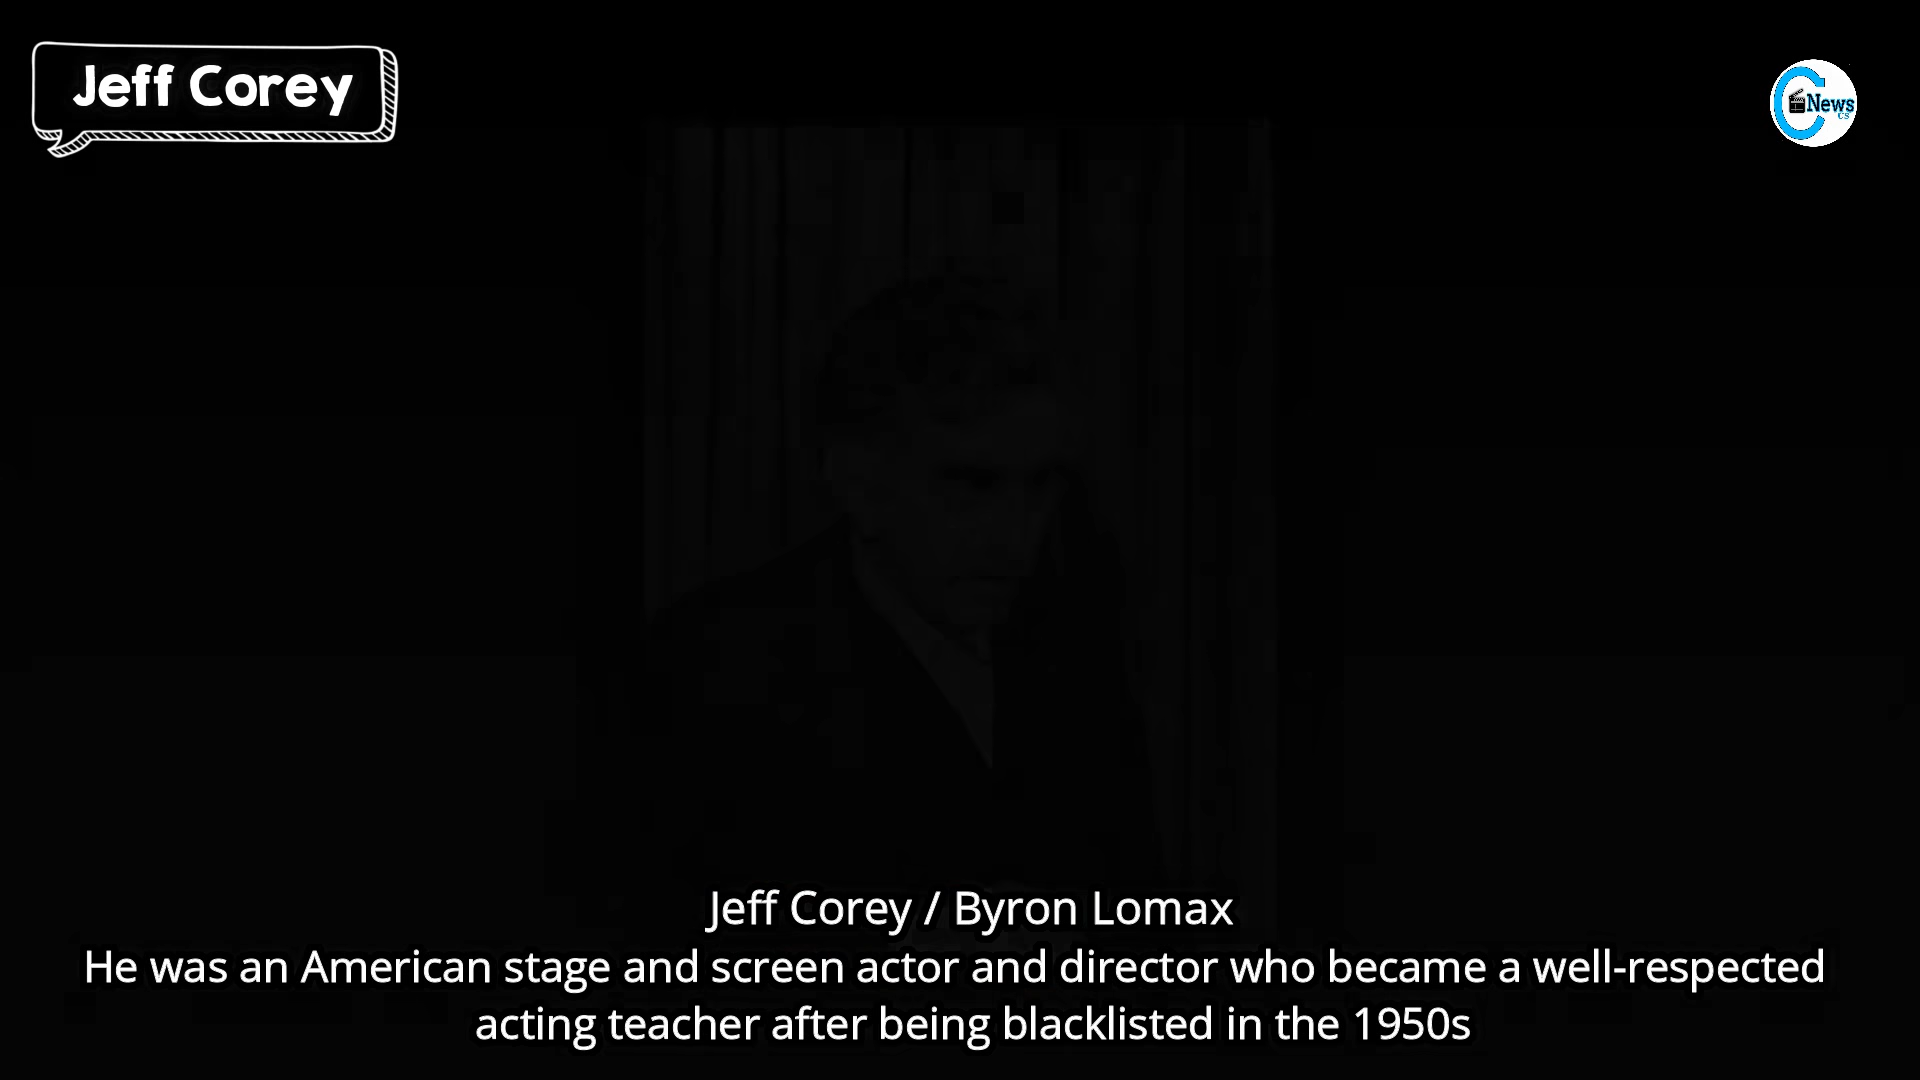 Jeff Corey
News
CS
Jeff Corey / Byron Lomax
He was an American stage and screen actor and director who became a well-respected
acting teacher after being blacklisted in the 1950s